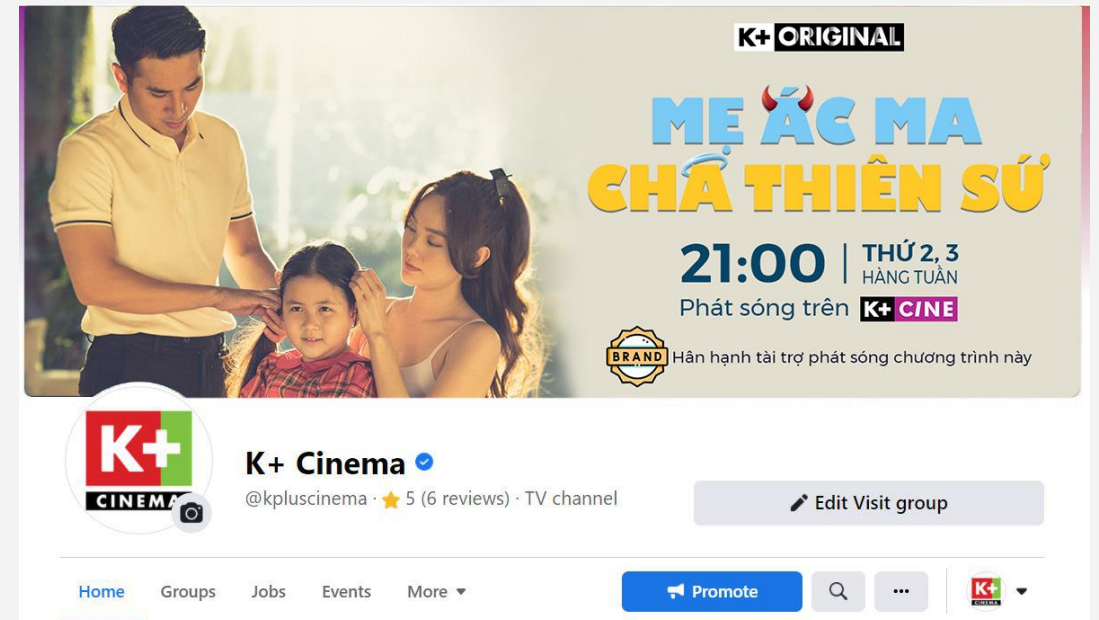 K+ ORIGINAL
MẸ ÁC MA
CHA THIÊN SỨ
21:00
THỨ 2, 3
HÀNG TUẦN
Phát sóng trên K+ CINE
BRAND Hân hạnh tài trợ phát sóng chương trình này
K+
CINEMA
K+ Cinema
@kpluscinema · 5 (6 reviews) · TV channel
Edit Visit group
Home Groups Jobs Events More
Promote
K+
CINEMA